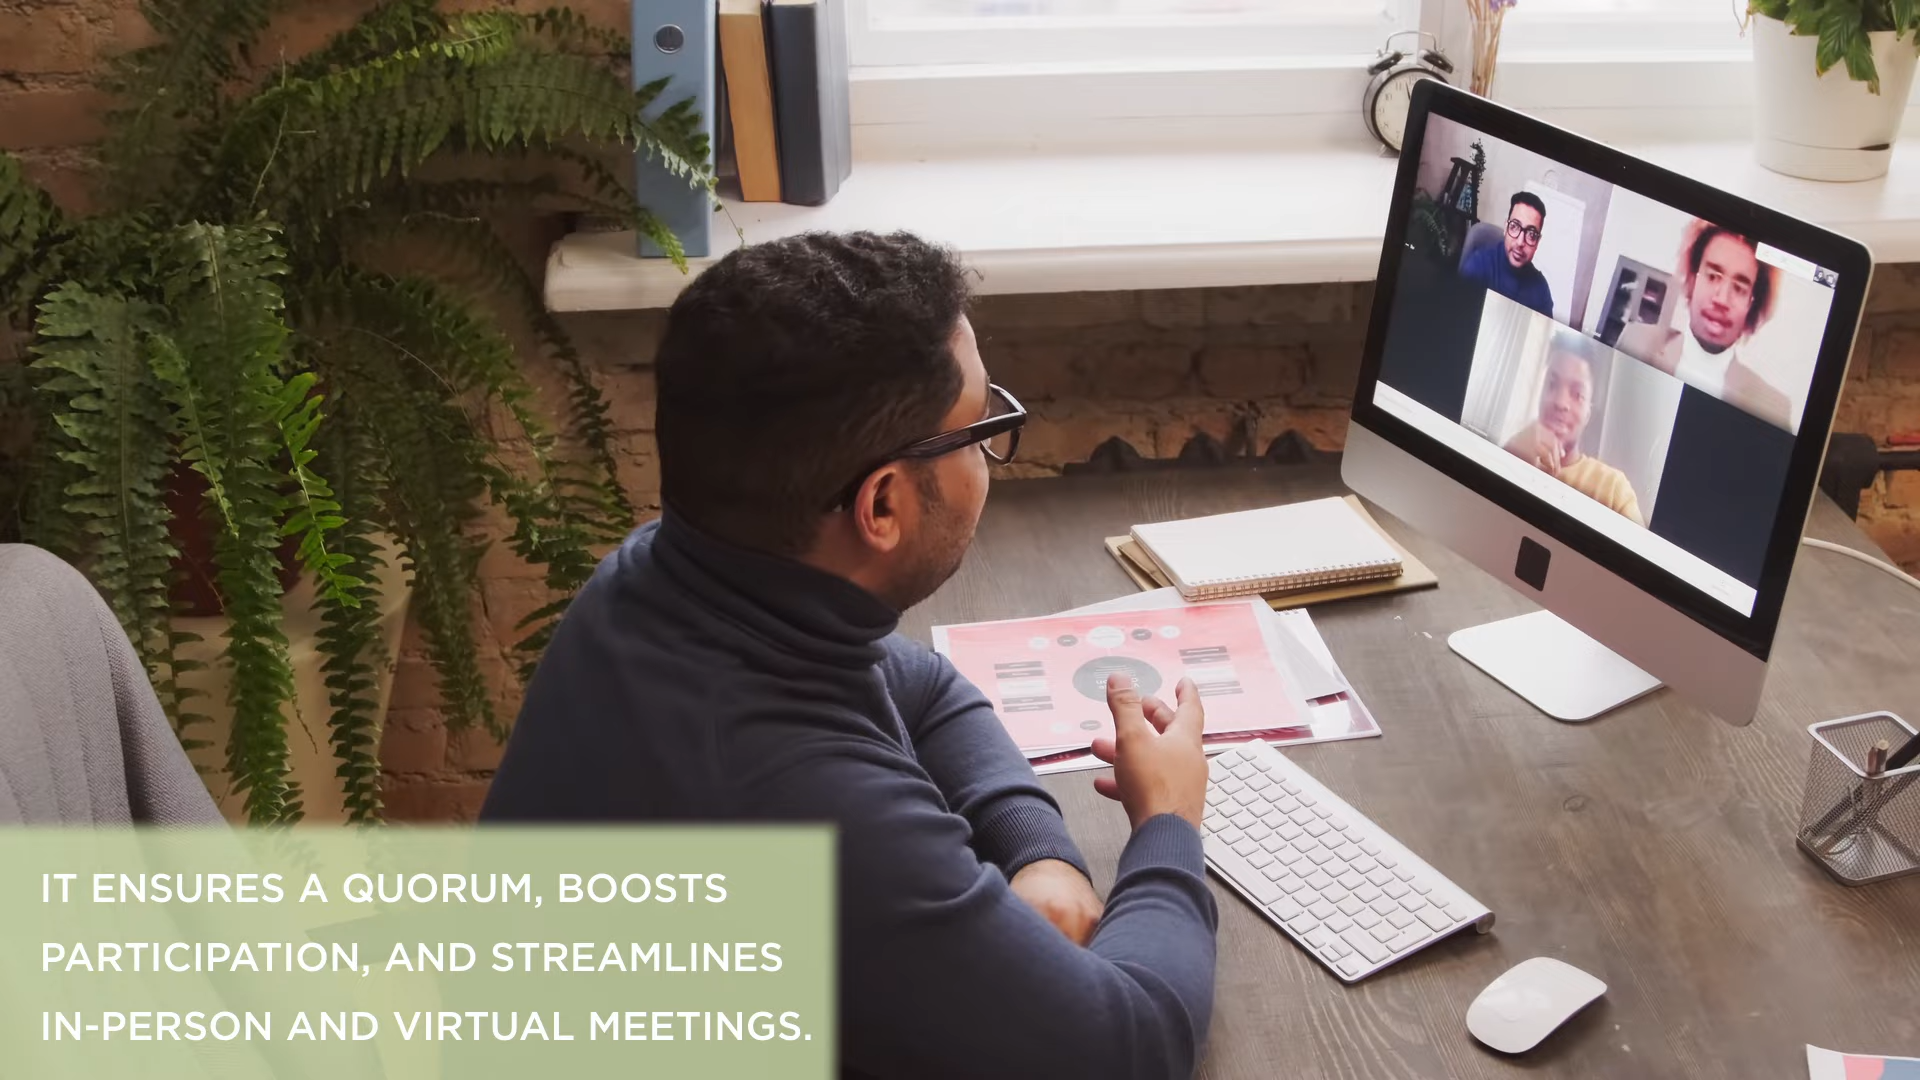 IT ENSURES A QUORUM, BOOSTS
PARTICIPATION, AND STREAMLINES
IN-PERSON AND VIRTUAL MEETINGS.